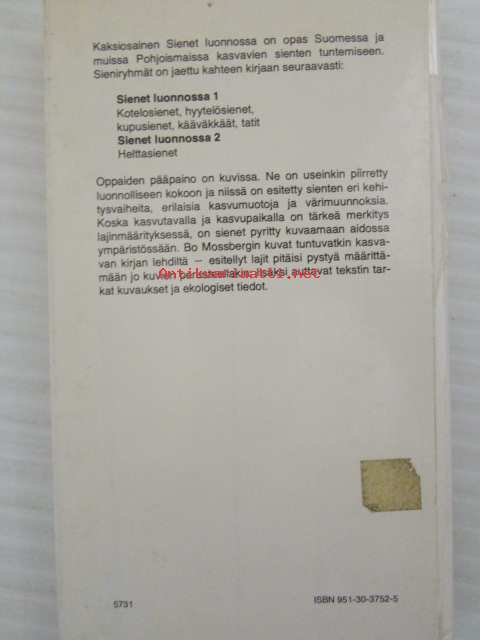 Kaksiosainen Sienet luonnossa on opas Suomessa ja
muissa Pohjoismaissa kasvavien sienten tuntemiseen.
Sieniryhmät on jaettu kahteen kirjaan seuraavasti:
Sienet luonnossa 1
Kotelosienet, hyytelösienet,
kupusienet, kääväkkäät, tatit
Sienet luonnossa 2
Helttasienet
Oppaiden pääpaino on kuvissa. Ne on useinkin piirretty
luonnolliseen kokoon ja niissä on esitetty sienten eri kehi-
tysvaiheita, erilaisia kasvumuotoja ja värimuunnoksia.
Koska kasvutavalla ja kasvupaikalla on tärkeä merkitys
lajinmäärityksessä, on sienet pyritty kuvaamaan aidossa
ympäristössään. Bo Mossbergin kuvat tuntuvatkin kasva-
van kirjan lehdiltä – esitellyt lajit pitäisi pystyä määrittä-
mään jo kuvien perusteellakin. Lisäksi auttavat tekstin tar-
kat kuvaukset ja ekologiset tiedot.
5731
ISBN 951-30-3752-5